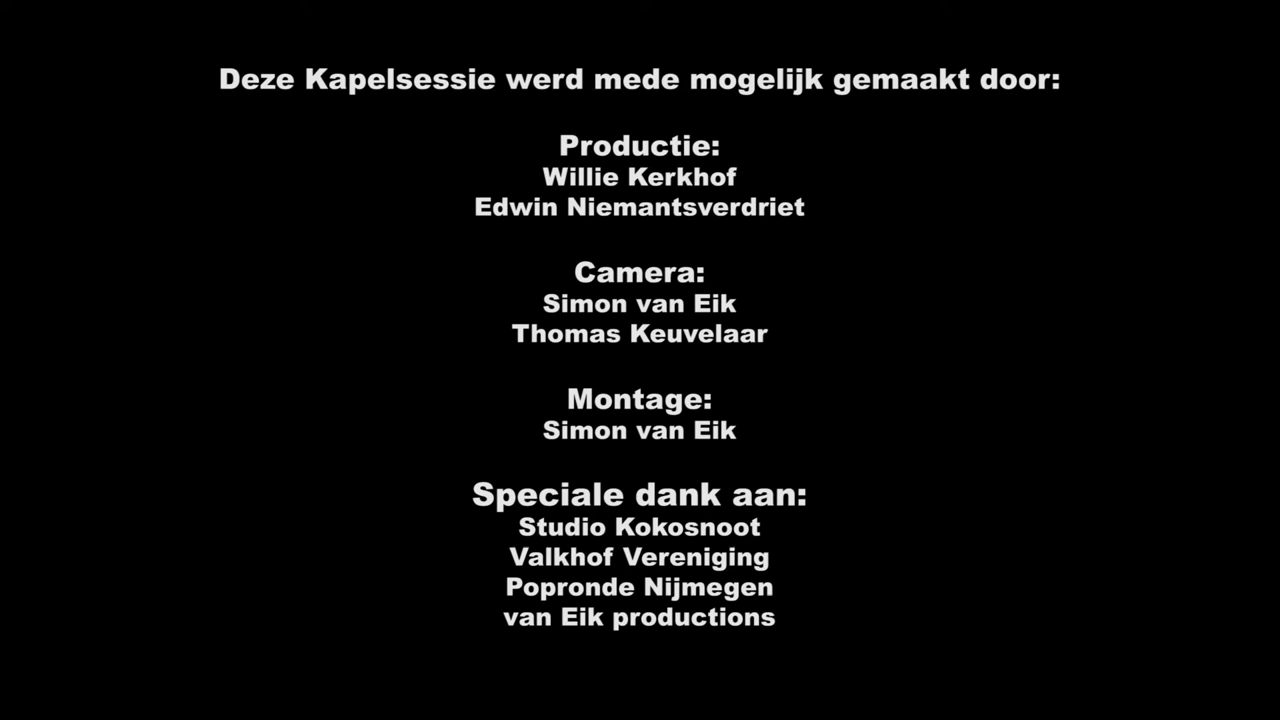 Deze Kapelsessie werd mede mogelijk gemaakt door:
Productie:
Willie Kerkhof
Edwin Niemantsverdriet
Camera:
Simon van Eik
Thomas Keuvelaar
Montage:
Simon van Eik
Speciale dank aan:
Studio Kokosnoot
Valkhof Vereniging
Popronde Nijmegen
van Eik productions